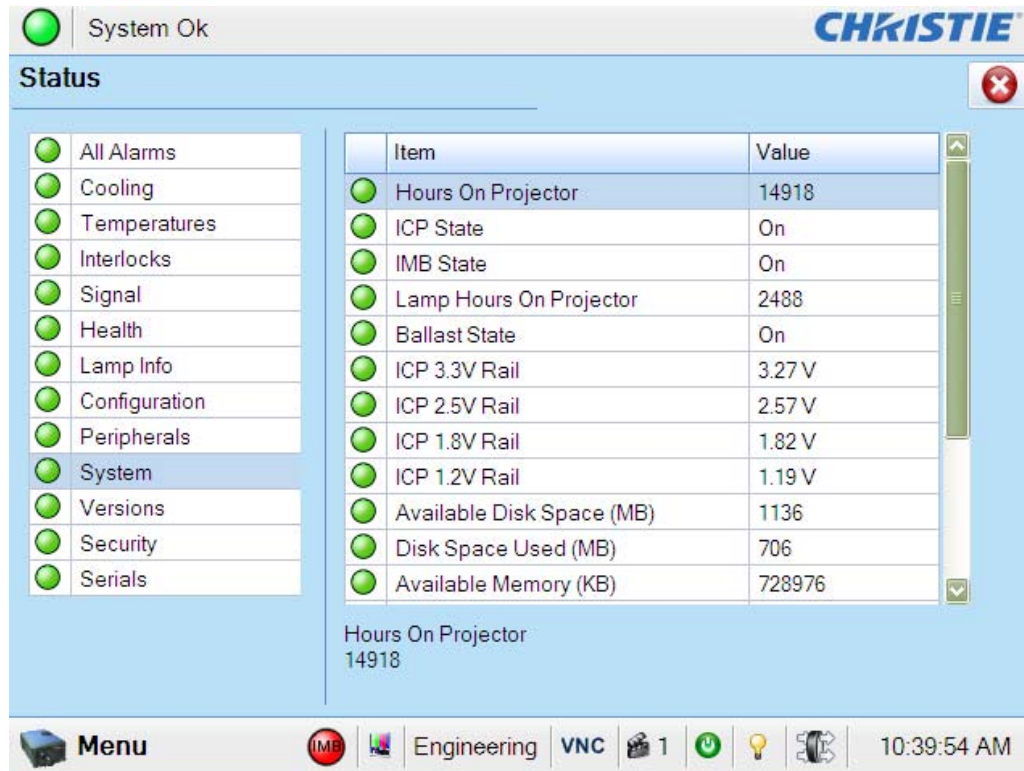 System Ok
CHRISTIE
Status
All Alarms
Cooling
Temperatures
Interlocks
Signal
Health
Lamp Info
Configuration
Peripherals
System
Versions
Security
Serials
Item Value
Hours On Projector 14918
ICP State On
IMB State On
Lamp Hours On Projector 2488
Ballast State On
ICP 3.3V Rail 3.27 V
ICP 2.5V Rail 2.57 V
ICP 1.8V Rail 1.82 V
ICP 1.2V Rail 1.19 V
Available Disk Space (MB) 1136
Disk Space Used (MB) 706
Available Memory (KB) 728976
Hours On Projector
14918
Menu IMB Engineering VNC 1 10:39:54 AM